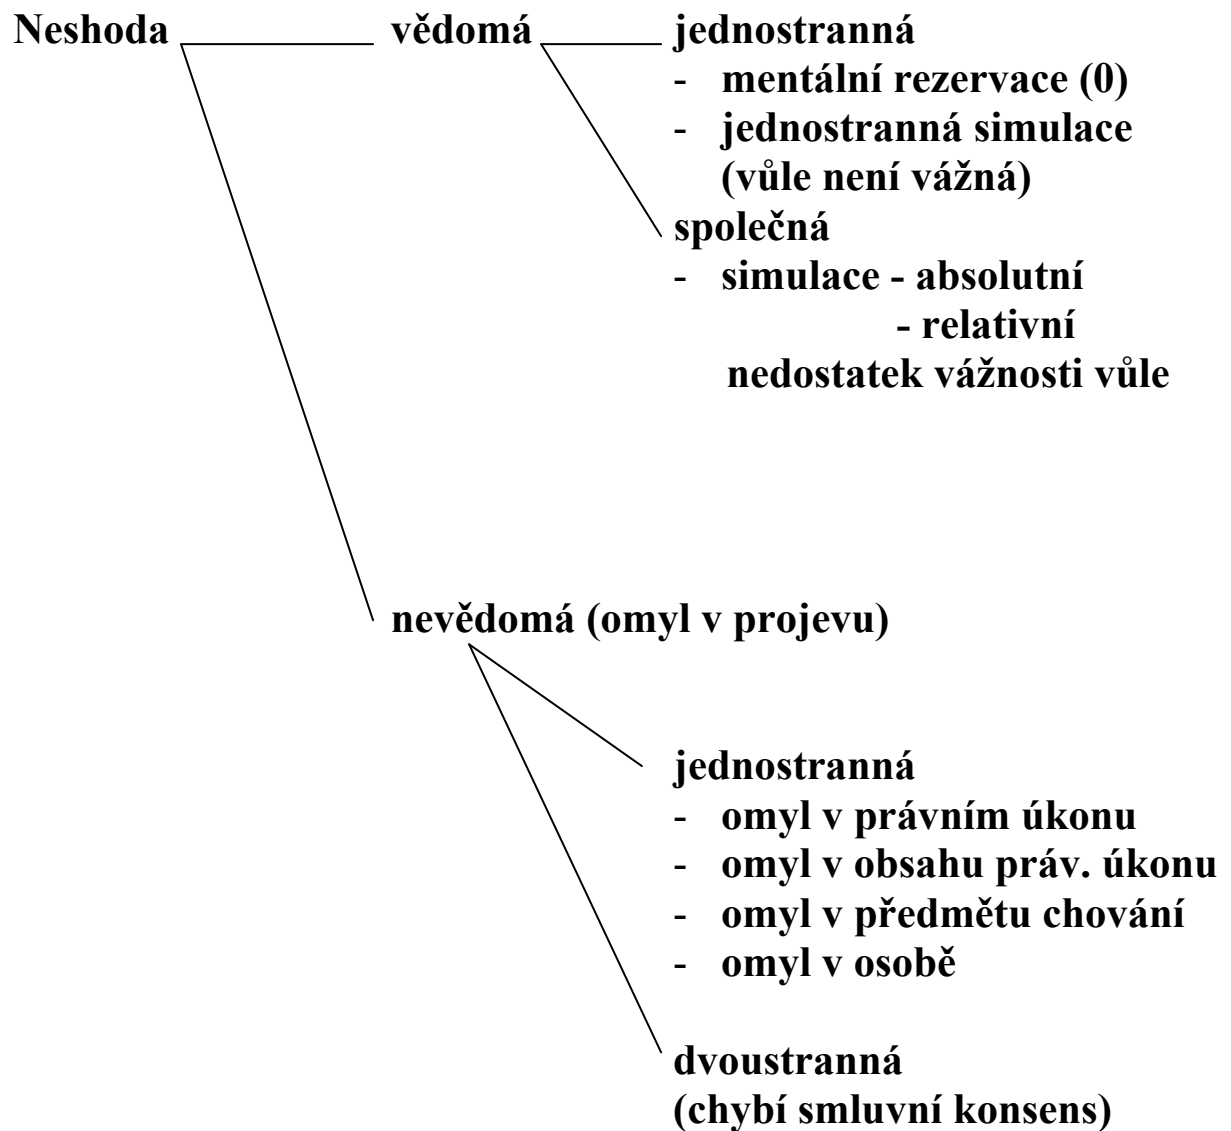 Neshoda vědomá jednostranná
- mentální rezervace (0)
- jednostranná simulace
(vůle není vážná)
společná
- simulace - absolutní
- relativní
nedostatek vážnosti vůle
nevědomá (omyl v projevu)
jednostranná
- omyl v právním úkonu
- omyl v obsahu práv. úkonu
- omyl v předmětu chování
- omyl v osobě
dvoustranná
(chybí smluvní konsens)